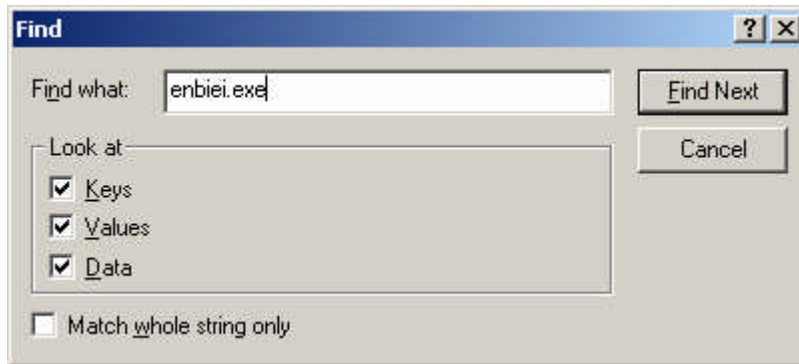 Find
Find what: enbiei.exe Find Next
Look at Cancel
Keys
Values
Data
Match whole string only